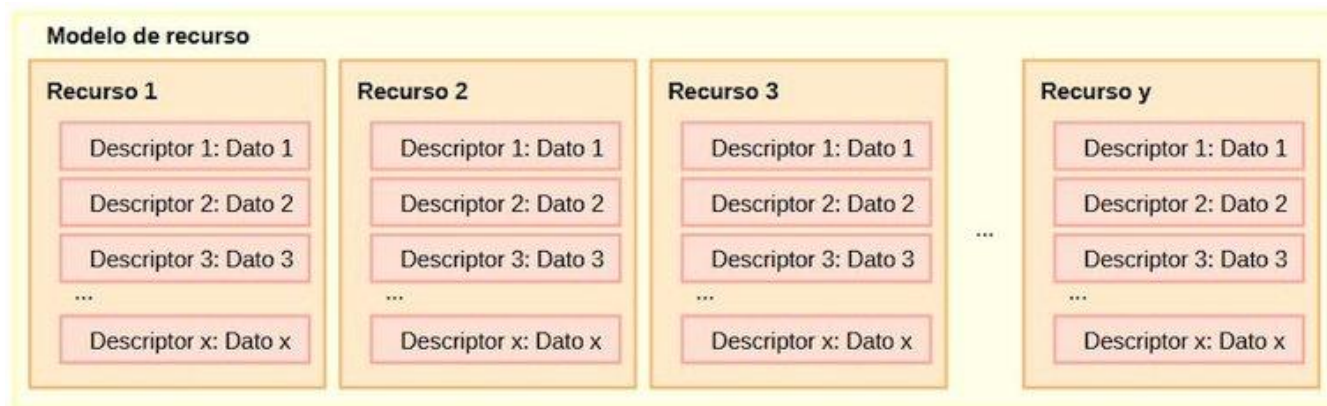 Modelo de recurso
Recurso 1
Descriptor 1: Dato 1
Descriptor 2: Dato 2
Descriptor 3: Dato 3
...
Descriptor x: Dato x
Recurso 2
Descriptor 1: Dato 1
Descriptor 2: Dato 2
Descriptor 3: Dato 3
...
Descriptor x: Dato x
Recurso 3
Descriptor 1: Dato 1
Descriptor 2: Dato 2
Descriptor 3: Dato 3
...
Descriptor x: Dato x
...
Recurso y
Descriptor 1: Dato 1
Descriptor 2: Dato 2
Descriptor 3: Dato 3
...
Descriptor x: Dato x